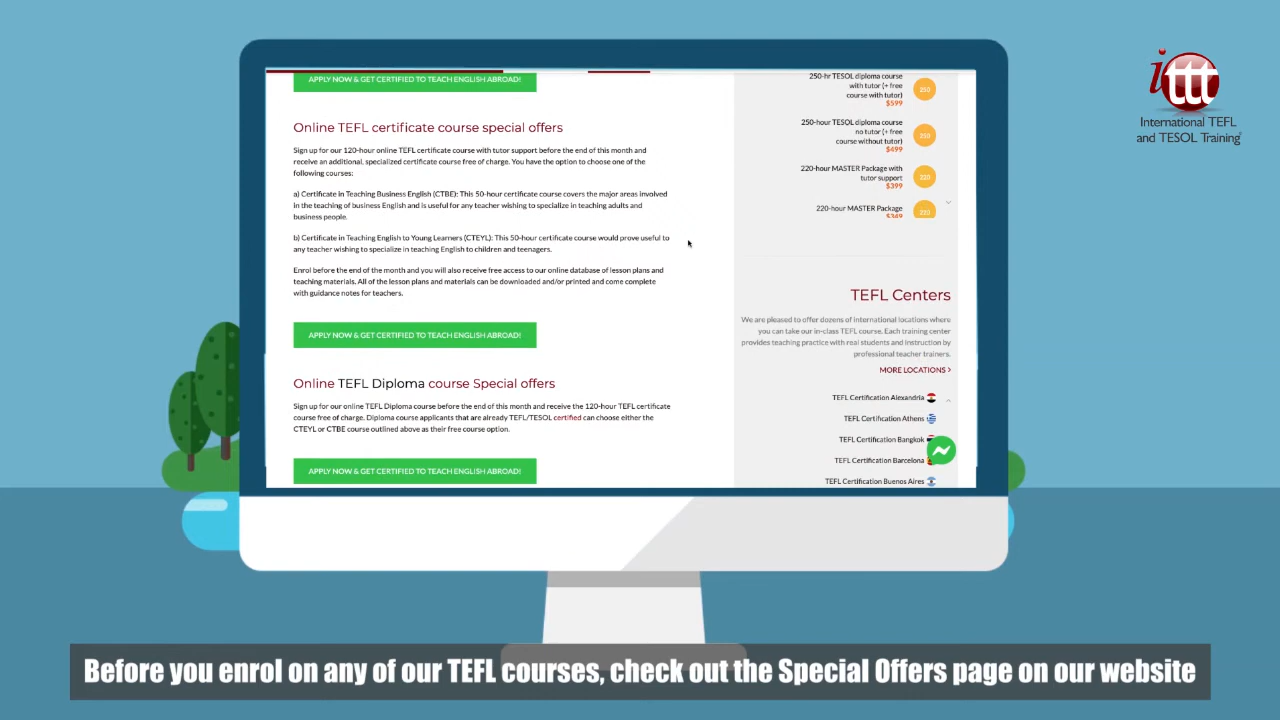 ittt
International TEFL
and TESOL Training
APPLY NOW & GET CERTIFIED TO TEACH ENGLISH ABROAD!
Online TEFL certificate course special offers
Sign up for our 120-hour online TEFL certificate course with tutor support before the end of this month and
receive an additional, specialized certificate course free of charge. You have the option to choose one of the
following courses:
a) Certificate in Teaching Business English (CTBE): This 50-hour certificate course covers the major areas involved
in the teaching of business English and is useful for any teacher wishing to specialize in teaching adults and
business people.
b) Certificate in Teaching English to Young Learners (CTEYL): This 50-hour certificate course would prove useful to
any teacher wishing to specialize in teaching English to children and teenagers.
Enrol before the end of the month and you will also receive free access to our online database of lesson plans and
teaching materials. All of the lesson plans and materials can be downloaded and/or printed and come complete
with guidance notes for teachers.
APPLY NOW & GET CERTIFIED TO TEACH ENGLISH ABROAD!
Online TEFL Diploma course Special offers
Sign up for our online TEFL Diploma course before the end of this month and receive the 120-hour TEFL certificate
course free of charge. Diploma course applicants that are already TEFL/TESOL certified can choose either the
CTEYL or CTBE course outlined above as their free course option.
APPLY NOW & GET CERTIFIED TO TEACH ENGLISH ABROAD!
250-hr TESOL diploma course
with tutor (+ free
course with tutor)
$599
250
250-hour TESOL diploma course
no tutor (+ free
course without tutor)
$499
250
220-hour MASTER Package with
tutor support
$399
220
220-hour MASTER Package
$349
220
TEFL Centers
We are pleased to offer dozens of International locations where
you can take our in-class TEFL course. Each training center
provides teaching practice with real students and instruction by
professional teacher trainers.
MORE LOCATIONS >
TEFL Certification Alexandria
TEFL Certification Athens
TEFL Certification Bangkok
TEFL Certification Barcelona
TEFL Certification Buenos Aires
Before you enrol on any of our TEFL courses, check out the Special Offers page on our website